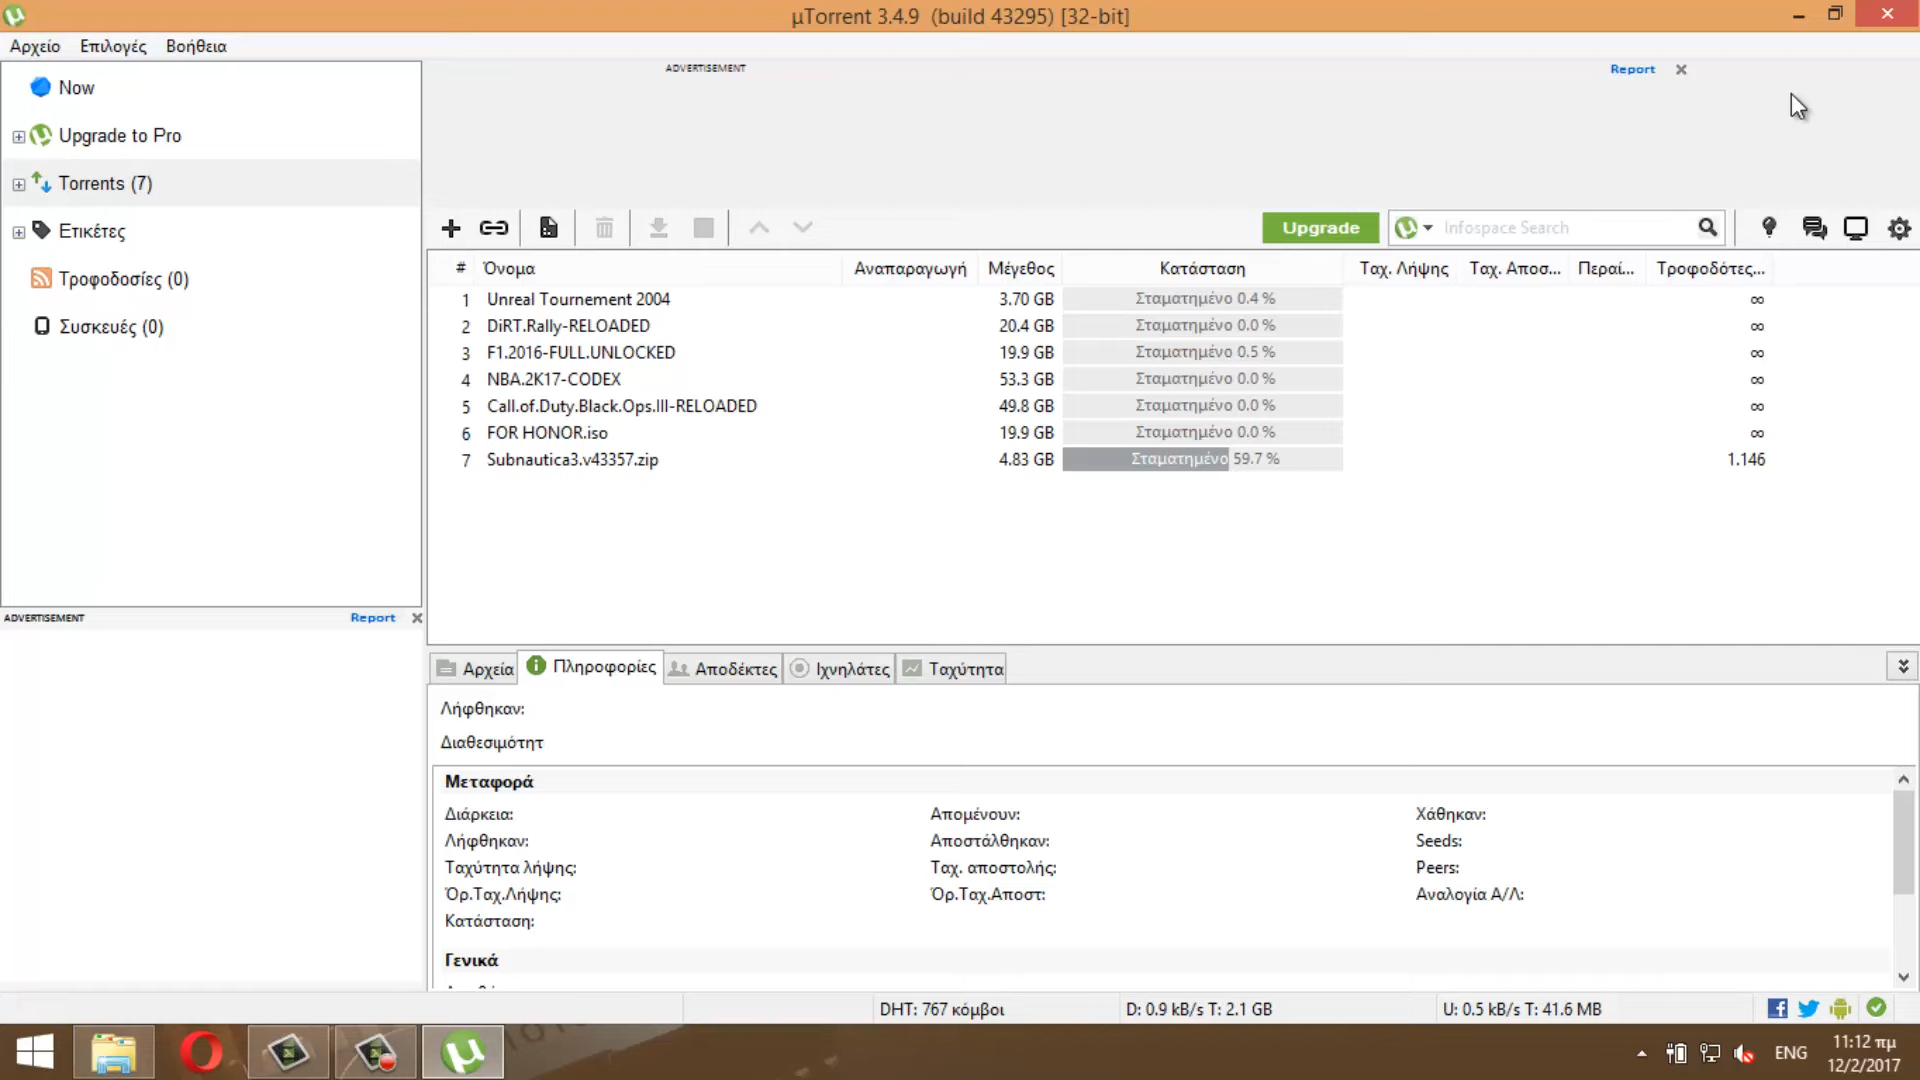 µTorrent 3.4.9 (build 43295) [32-bit]
Αρχείο Επιλογές Βοήθεια
Now
Upgrade to Pro
Torrents (7)
Ετικέτες
Τροφοδοσίες (0)
Συσκευές (0)
ADVERTISEMENT Report
ADVERTISEMENT Report
Upgrade Infospace Search
# Όνομα Αναπαραγωγή Μέγεθος Κατάσταση Ταχ. Λήψης Ταχ. Αποσ... Περαί... Τροφοδότες...
1 Unreal Tournement 2004 3.70 GB Σταματημένο 0.4 % ∞
2 DiRT.Rally-RELOADED 20.4 GB Σταματημένο 0.0 % ∞
3 F1.2016-FULL.UNLOCKED 19.9 GB Σταματημένο 0.5 % ∞
4 NBA.2K17-CODEX 53.3 GB Σταματημένο 0.0 % ∞
5 Call.of.Duty.Black.Ops.III-RELOADED 49.8 GB Σταματημένο 0.0 % ∞
6 FOR HONOR.iso 19.9 GB Σταματημένο 0.0 % ∞
7 Subnautica3.v43357.zip 4.83 GB Σταματημένο 59.7 % 1.146
Αρχεία Πληροφορίες Αποδέκτες Ιχνηλάτες Ταχύτητα
Λήφθηκαν:
Διαθεσιμότητ
Μεταφορά
Διάρκεια: Απομένουν: Χάθηκαν:
Λήφθηκαν: Αποστάλθηκαν: Seeds:
Ταχύτητα λήψης: Ταχ. αποστολής: Peers:
Όρ.Ταχ.Λήψης: Όρ.Ταχ.Αποστ: Αναλογία Α/Λ:
Κατάσταση:
Γενικά
DHT: 767 κόμβοι D: 0.9 kB/s T: 2.1 GB U: 0.5 kB/s T: 41.6 MB
ENG 11:12 πμ
12/2/2017